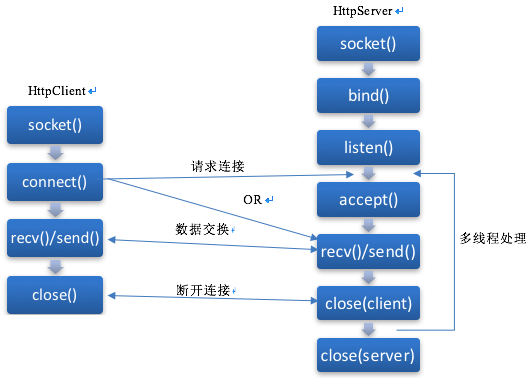 HttpServer
socket()
bind()
listen()
accept()
recv()/send()
close(client)
close(server)
HttpClient
socket()
connect()
recv()/send()
close()
请求连接
OR
数据交换
断开连接
多线程处理